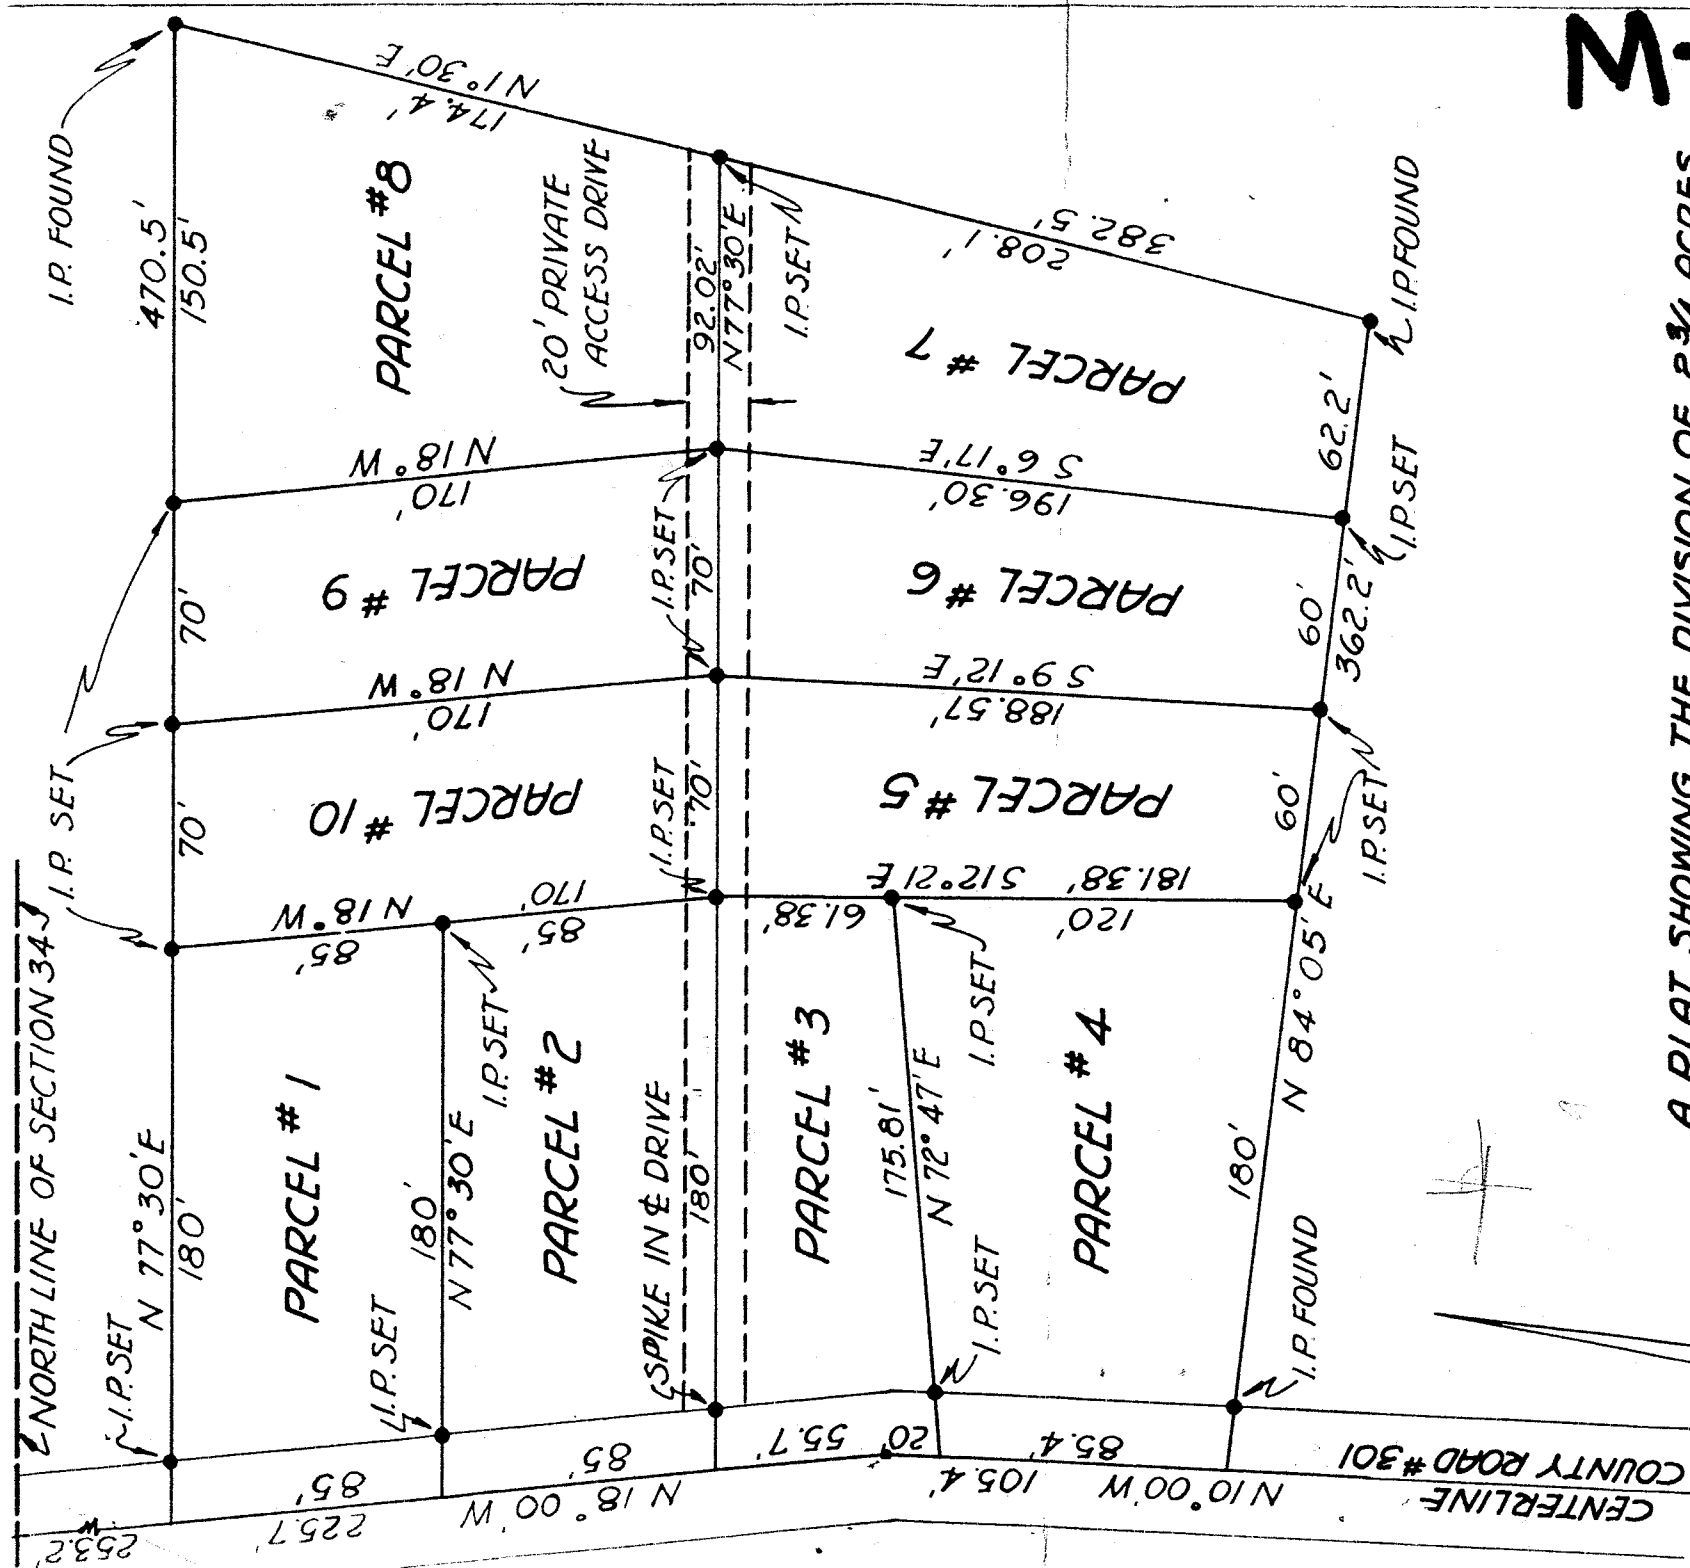 M.
I.P. FOUND
N 1° 30' E
174.4'
470.5'
150.5'
PARCEL #8
20' PRIVATE
ACCESS DRIVE
92.02'
N 77° 30' E
I.P. SET
382.5'
208.1'
I.P. FOUND
PARCEL #7
62.2'
I.P. SET
N 18° W
170'
S 6° 17' E
196.30'
I.P. SET
70'
PARCEL #9
70'
PARCEL #6
60'
362.2'
N 18° W
170'
S 9° 12' E
188.57'
I.P. SET
70'
PARCEL #10
I.P. SET
70'
PARCEL #5
60'
I.P. SET
NORTH LINE OF SECTION 34
N 18° W
85'
170'
85'
S 12° 21' E
181.38'
61.38'
120'
N 84° 05' E
I.P. SET
N 77° 30' E
180'
PARCEL #1
I.P. SET
180'
N 77° 30' E
I.P. SET
PARCEL #2
SPIKE IN ℄ DRIVE
180'
PARCEL #3
175.81'
N 72° 47' E
I.P. SET
I.P. SET
PARCEL #4
180'
I.P. FOUND
85'
85'
55.7'
20'
85.4'
253.2'
W
225.7'
N 18° 00' W
105.4'
N 10° 00' W
COUNTY ROAD #301
CENTERLINE
A PLAT SHOWING THE DIVISION OF 2 3/4 ACRES